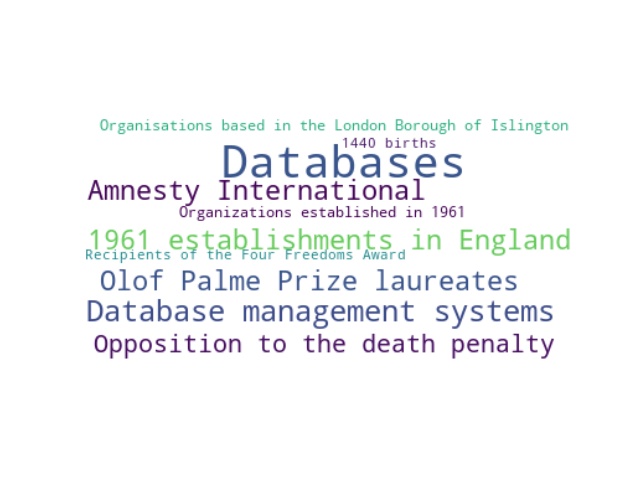 Organisations based in the London Borough of Islington
1440 births
Databases
Amnesty International
Organizations established in 1961
1961 establishments in England
Recipients of the Four Freedoms Award
Olof Palme Prize laureates
Database management systems
Opposition to the death penalty